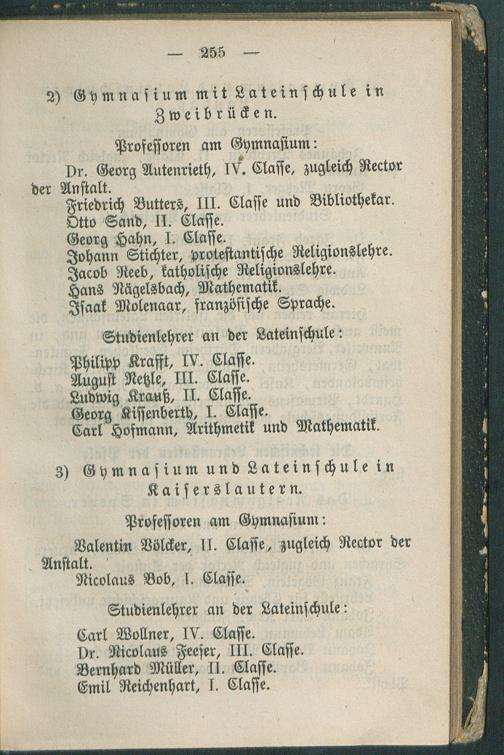 — 255 —
2) Gymnasium mit Lateinschule in
Zweibrücken.
Professoren am Gymnasium:
Dr. Georg Autenrieth, IV. Classe, zugleich Rector
der Anstalt.
Friedrich Butters, III. Classe und Bibliothekar.
Otto Sand, II. Classe.
Georg Hahn, I. Classe.
Johann Stichter, protestantische Religionslehre.
Jacob Reeb, katholische Religionslehre.
Hans Nägelsbach, Mathematik.
Isaak Molenaar, französische Sprache.
Studienlehrer an der Lateinschule:
Philipp Krafft, IV. Classe.
August Netzle, III. Classe.
Ludwig Krauß, II. Classe.
Georg Kissenberth, I. Classe.
Carl Hofmann, Arithmetik und Mathematik.
3) Gymnasium und Lateinschule in
Kaiserslautern.
Professoren am Gymnasium:
Valentin Völcker, II. Classe, zugleich Rector der
Anstalt.
Nicolaus Bob, I. Classe.
Studienlehrer an der Lateinschule:
Carl Wollner, IV. Classe.
Dr. Nicolaus Feeser, III. Classe.
Bernhard Müller, II. Classe.
Emil Reichenhart, I. Classe.